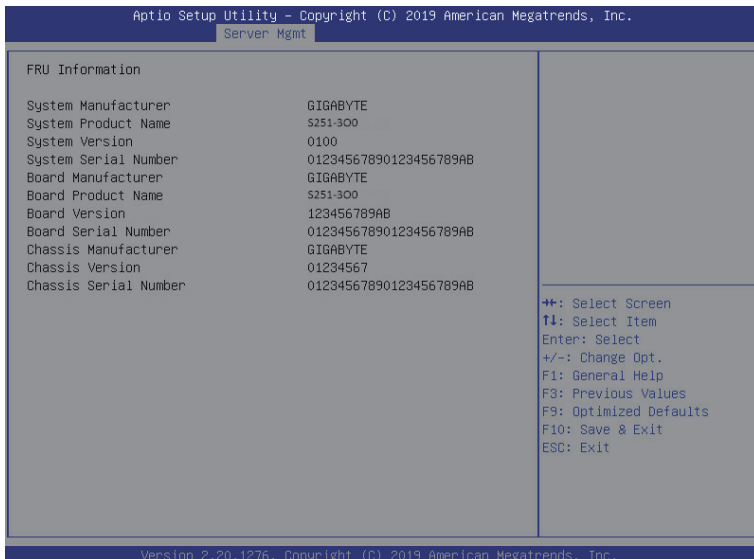 Aptio Setup Utility – Copyright (C) 2019 American Megatrends, Inc.
Server Mgmt
FRU Information
System Manufacturer GIGABYTE
System Product Name S251-3O0
System Version 0100
System Serial Number 01234567890123456789AB
Board Manufacturer GIGABYTE
Board Product Name S251-3O0
Board Version 123456789AB
Board Serial Number 01234567890123456789AB
Chassis Manufacturer GIGABYTE
Chassis Version 01234567
Chassis Serial Number 01234567890123456789AB
→←: Select Screen
↑↓: Select Item
Enter: Select
+/-: Change Opt.
F1: General Help
F3: Previous Values
F9: Optimized Defaults
F10: Save & Exit
ESC: Exit
Version 2.20.1276. Copyright (C) 2019 American Megatrends, Inc.